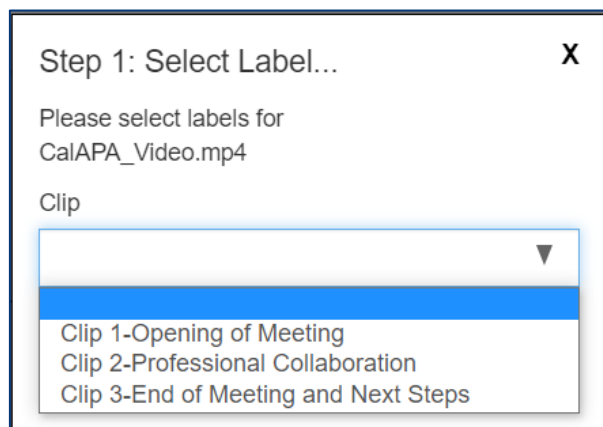 Step 1: Select Label...
X
Please select labels for
CalAPA_Video.mp4
Clip
Clip 1-Opening of Meeting
Clip 2-Professional Collaboration
Clip 3-End of Meeting and Next Steps